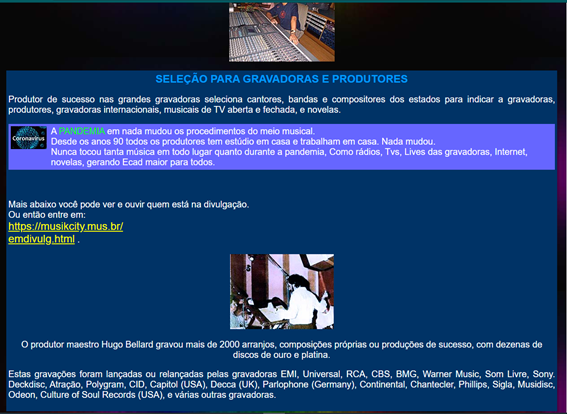 SELEÇÃO PARA GRAVADORAS E PRODUTORES
Produtor de sucesso nas grandes gravadoras seleciona cantores, bandas e compositores dos estados para indicar a gravadoras,
produtores, gravadoras internacionais, musicais de TV aberta e fechada, e novelas.
Coronavírus
A PANDEMIA em nada mudou os procedimentos do meio musical.
Desde os anos 90 todos os produtores tem estúdio em casa e trabalham em casa. Nada mudou.
Nunca tocou tanta música em todo lugar quanto durante a pandemia, Como rádios, Tvs, Lives das gravadoras, Internet,
novelas, gerando Ecad maior para todos.
Mais abaixo você pode ver e ouvir quem está na divulgação.
Ou então entre em:
https://musikcity.mus.br/
emdivulg.html .
O produtor maestro Hugo Bellard gravou mais de 2000 arranjos, composições próprias ou produções de sucesso, com dezenas de
discos de ouro e platina.
Estas gravações foram lançadas ou relançadas pelas gravadoras EMI, Universal, RCA, CBS, BMG, Warner Music, Som Livre, Sony.
Deckdisc, Atração, Polygram, CID, Capitol (USA), Decca (UK), Parlophone (Germany), Continental, Chantecler, Phillips, Sigla, Musidisc,
Odeon, Culture of Soul Records (USA), e várias outras gravadoras.